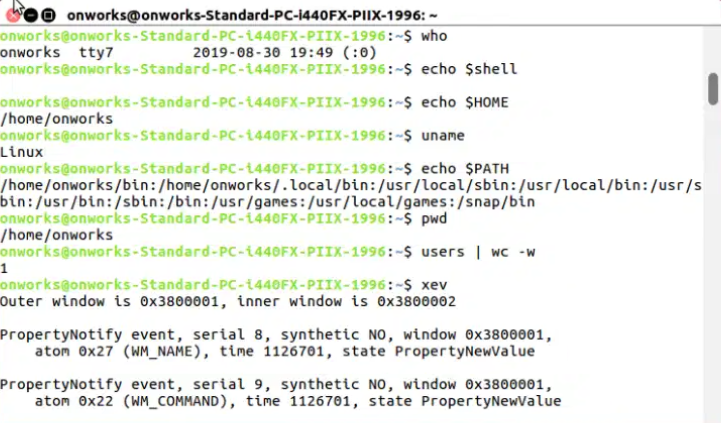 onworks@onworks-Standard-PC-i440FX-PIIX-1996: ~
onworks@onworks-Standard-PC-i440FX-PIIX-1996:~$ who
onworks  tty7         2019-08-30 19:49 (:0)
onworks@onworks-Standard-PC-i440FX-PIIX-1996:~$ echo $shell

onworks@onworks-Standard-PC-i440FX-PIIX-1996:~$ echo $HOME
/home/onworks
onworks@onworks-Standard-PC-i440FX-PIIX-1996:~$ uname
Linux
onworks@onworks-Standard-PC-i440FX-PIIX-1996:~$ echo $PATH
/home/onworks/bin:/home/onworks/.local/bin:/usr/local/sbin:/usr/local/bin:/usr/s
bin:/usr/bin:/sbin:/bin:/usr/games:/usr/local/games:/snap/bin
onworks@onworks-Standard-PC-i440FX-PIIX-1996:~$ pwd
/home/onworks
onworks@onworks-Standard-PC-i440FX-PIIX-1996:~$ users | wc -w
1
onworks@onworks-Standard-PC-i440FX-PIIX-1996:~$ xev
Outer window is 0x3800001, inner window is 0x3800002

PropertyNotify event, serial 8, synthetic NO, window 0x3800001,
    atom 0x27 (WM_NAME), time 1126701, state PropertyNewValue

PropertyNotify event, serial 9, synthetic NO, window 0x3800001,
    atom 0x22 (WM_COMMAND), time 1126701, state PropertyNewValue